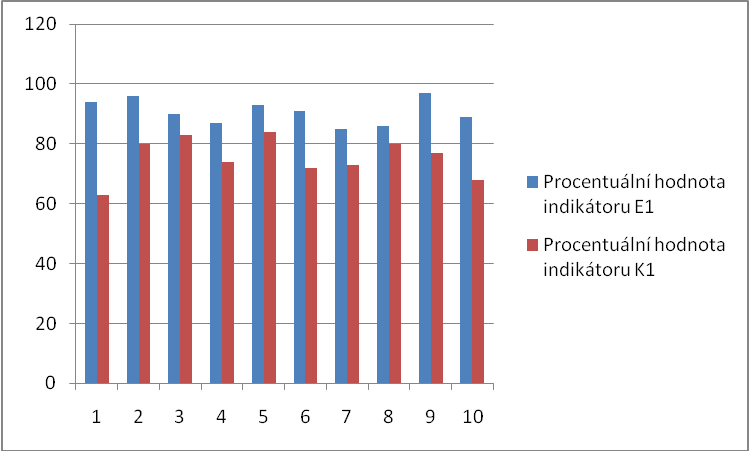 120
100
80
60
40
20
0
1 2 3 4 5 6 7 8 9 10
Procentuální hodnota
indikátoru E1
Procentuální hodnota
indikátoru K1